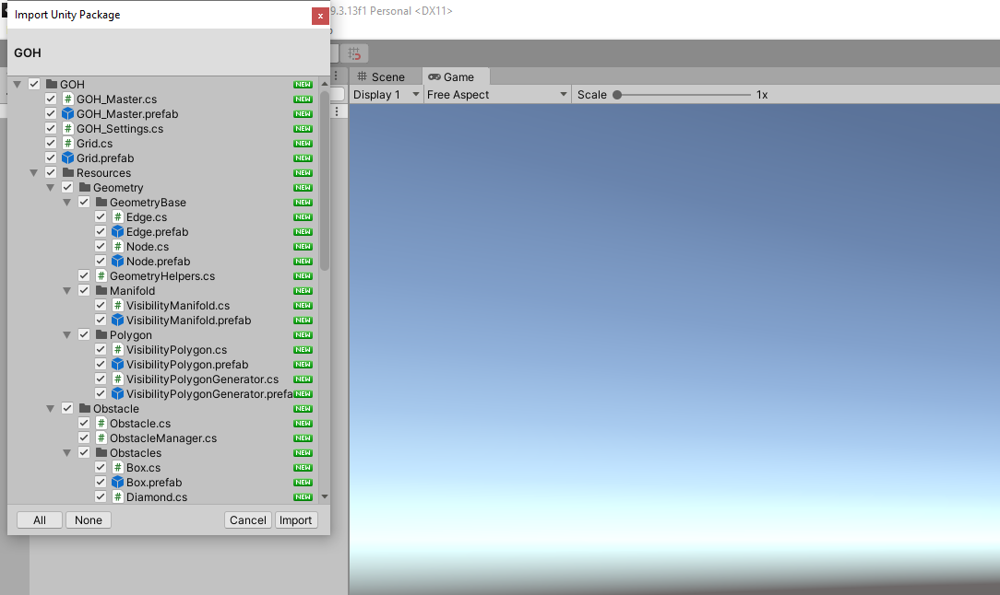 Import Unity Package
x
9.3.13f1 Personal <DX11>
GOH
Scene
Game
Display 1
Free Aspect
Scale
1x
GOH NEW
# GOH_Master.cs NEW
GOH_Master.prefab NEW
# GOH_Settings.cs NEW
# Grid.cs NEW
Grid.prefab NEW
Resources NEW
Geometry NEW
GeometryBase NEW
# Edge.cs NEW
Edge.prefab NEW
# Node.cs NEW
Node.prefab NEW
# GeometryHelpers.cs NEW
Manifold NEW
# VisibilityManifold.cs NEW
VisibilityManifold.prefab NEW
Polygon NEW
# VisibilityPolygon.cs NEW
VisibilityPolygon.prefab NEW
# VisibilityPolygonGenerator.cs NEW
VisibilityPolygonGenerator.prefa NEW
Obstacle NEW
# Obstacle.cs NEW
# ObstacleManager.cs NEW
Obstacles NEW
# Box.cs NEW
Box.prefab NEW
# Diamond.cs NEW
All
None
Cancel
Import